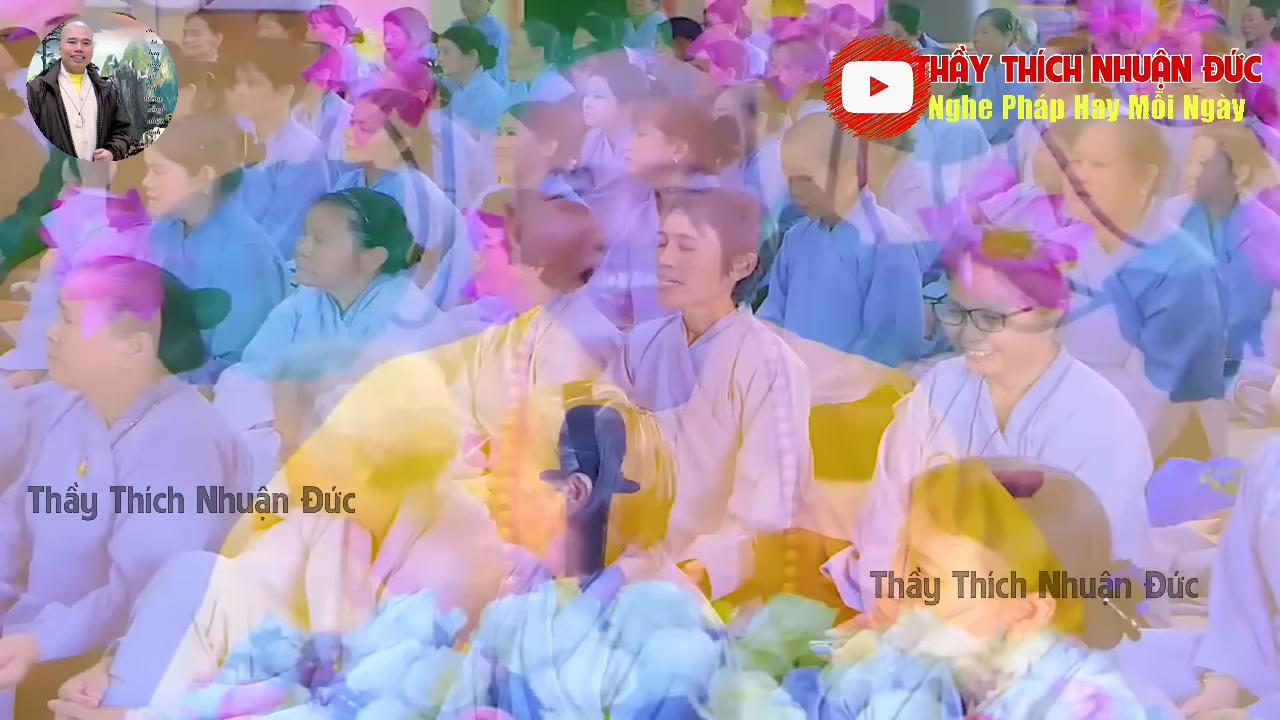 THẦY THÍCH NHUẬN ĐỨC
Nghe Pháp Hay Mỗi Ngày
Thầy Thích Nhuận Đức
Thầy Thích Nhuận Đức